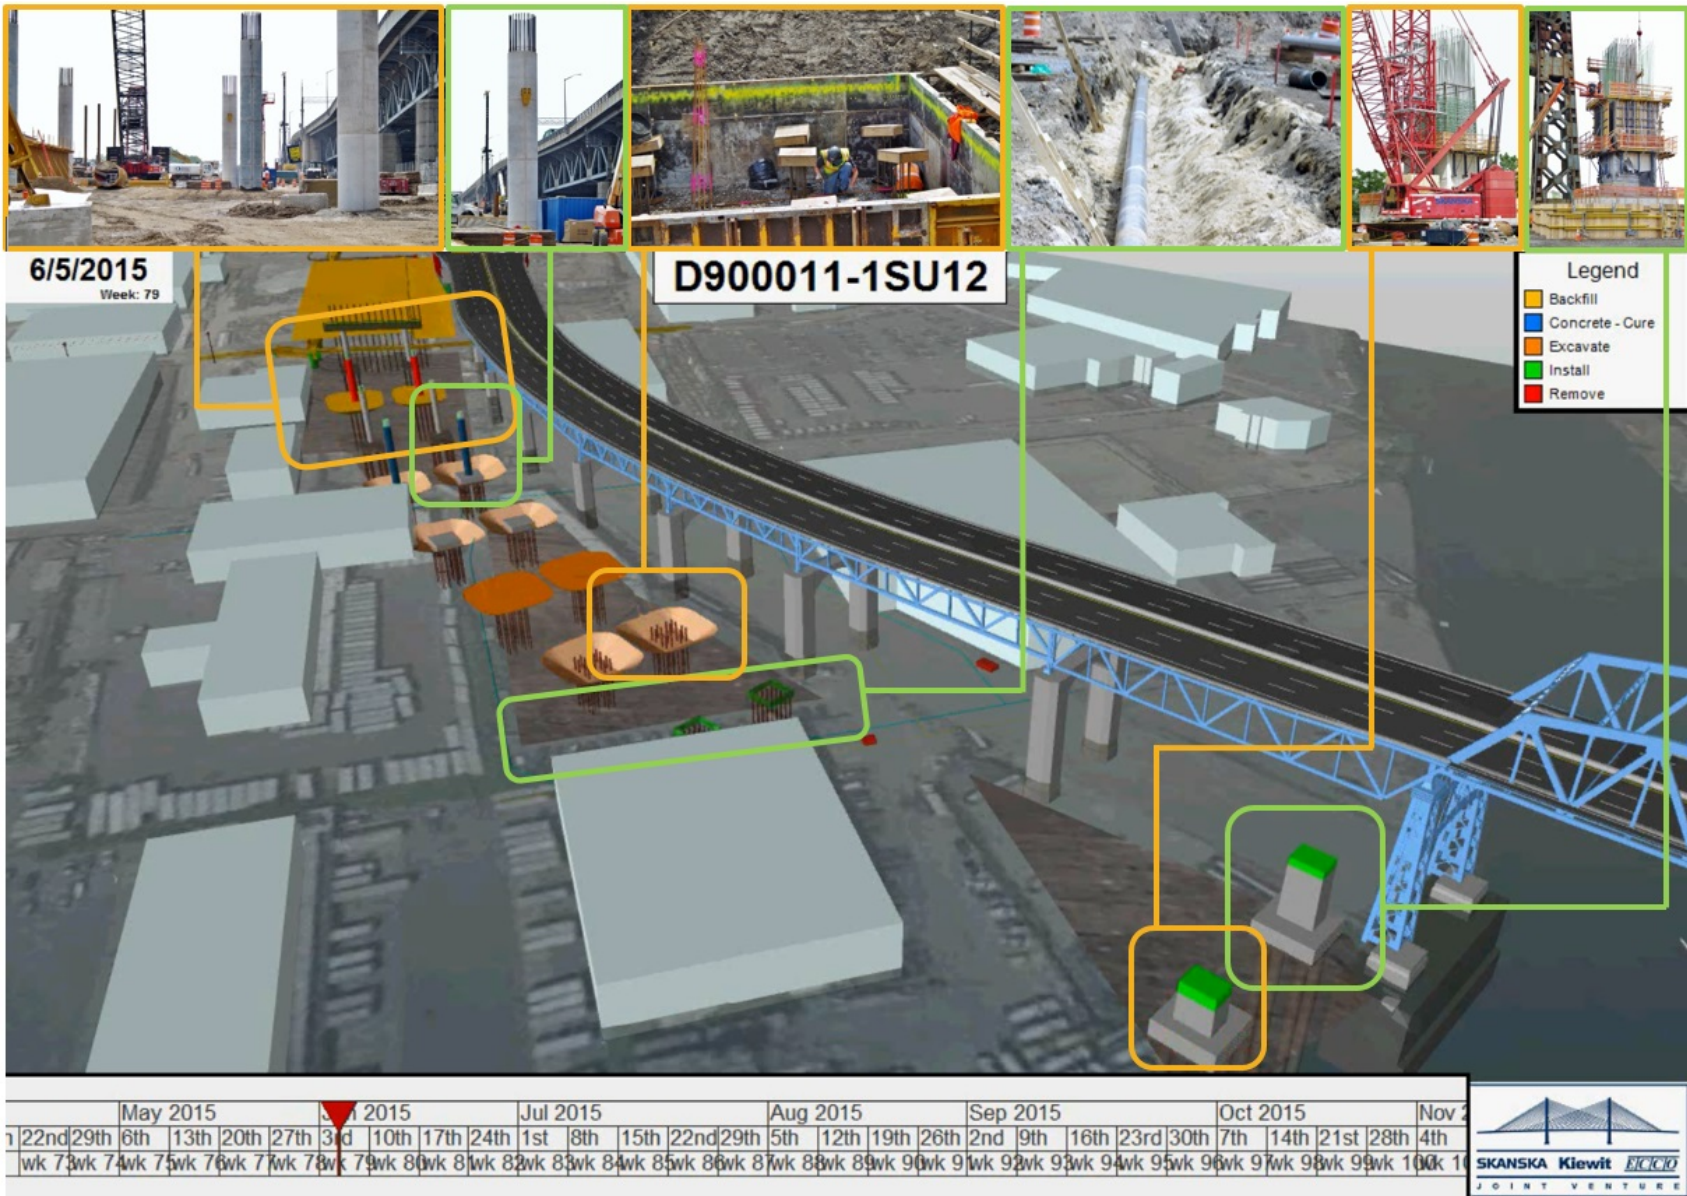 SKANSKA
6/5/2015
Week: 79
D900011-1SU12
Legend
Backfill
Concrete - Cure
Excavate
Install
Remove
May 2015
2015
Jul 2015
Aug 2015
Sep 2015
Oct 2015
Nov 2
22nd 29th 6th 13th 20th 27th 3rd 10th 17th 24th 1st 8th 15th 22nd 29th 5th 12th 19th 26th 2nd 9th 16th 23rd 30th 7th 14th 21st 28th 4th
wk 73 wk 74 wk 75 wk 76 wk 77 wk 78 wk 79 wk 80 wk 81 wk 82 wk 83 wk 84 wk 85 wk 86 wk 87 wk 88 wk 89 wk 90 wk 91 wk 92 wk 93 wk 94 wk 95 wk 96 wk 97 wk 98 wk 99 wk 100
SKANSKA Kiewit ECCO
JOINT VENTURE